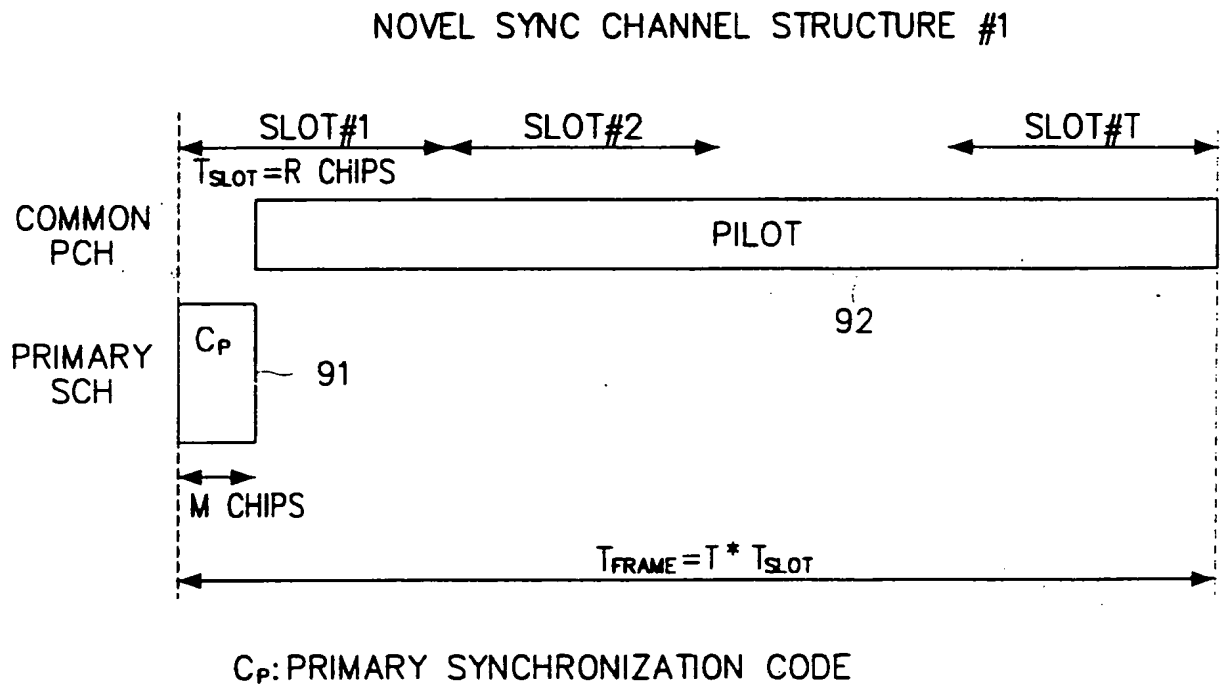 NOVEL SYNC CHANNEL STRUCTURE #1
SLOT#1
SLOT#2
SLOT#T
TSLOT=R CHIPS
COMMON
PCH
PILOT
92
PRIMARY
SCH
CP
91
M CHIPS
TFRAME=T* TSLOT
CP:PRIMARY SYNCHRONIZATION CODE